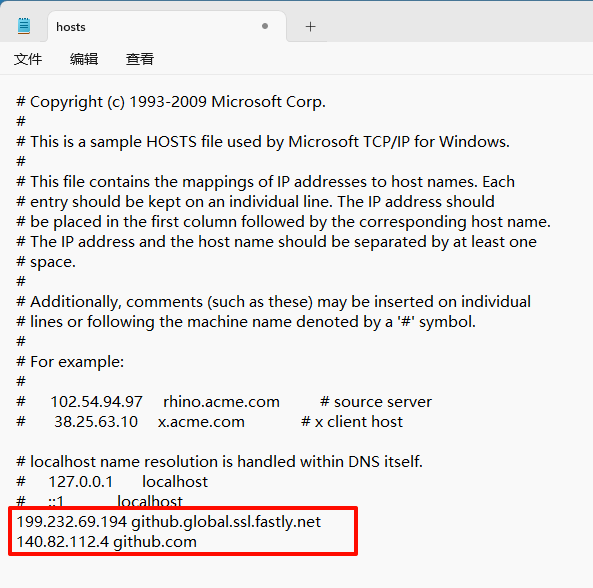 hosts
文件 编辑 查看
# Copyright (c) 1993-2009 Microsoft Corp.
#
# This is a sample HOSTS file used by Microsoft TCP/IP for Windows.
#
# This file contains the mappings of IP addresses to host names. Each
# entry should be kept on an individual line. The IP address should
# be placed in the first column followed by the corresponding host name.
# The IP address and the host name should be separated by at least one
# space.
#
# Additionally, comments (such as these) may be inserted on individual
# lines or following the machine name denoted by a '#' symbol.
#
# For example:
#
# 102.54.94.97 rhino.acme.com # source server
# 38.25.63.10 x.acme.com # x client host

# localhost name resolution is handled within DNS itself.
# 127.0.0.1 localhost
# ::1 localhost
199.232.69.194 github.global.ssl.fastly.net
140.82.112.4 github.com